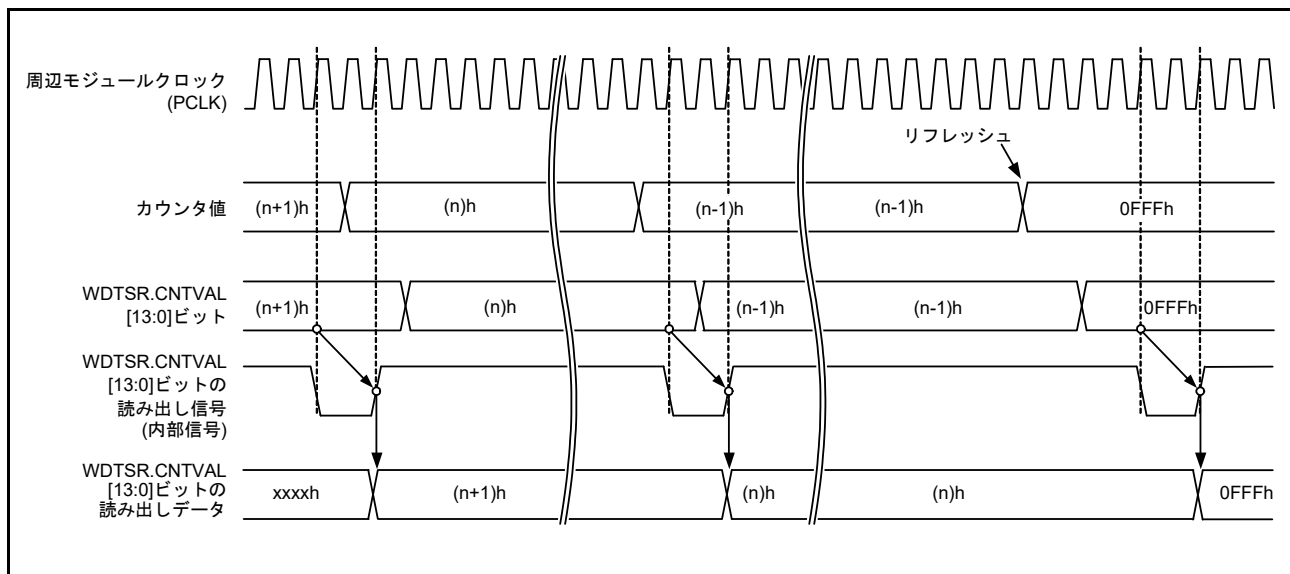 周辺モジュールクロック
(PCLK)
リフレッシュ
カウンタ値
(n+1)h
(n)h
(n-1)h
(n-1)h
0FFFh
WDTSR.CNTVAL
[13:0]ビット
(n+1)h
(n)h
(n-1)h
(n-1)h
0FFFh
WDTSR.CNTVAL
[13:0]ビットの
読み出し信号
(内部信号)
WDTSR.CNTVAL
[13:0]ビットの
読み出しデータ
xxxxh
(n+1)h
(n)h
(n)h
0FFFh